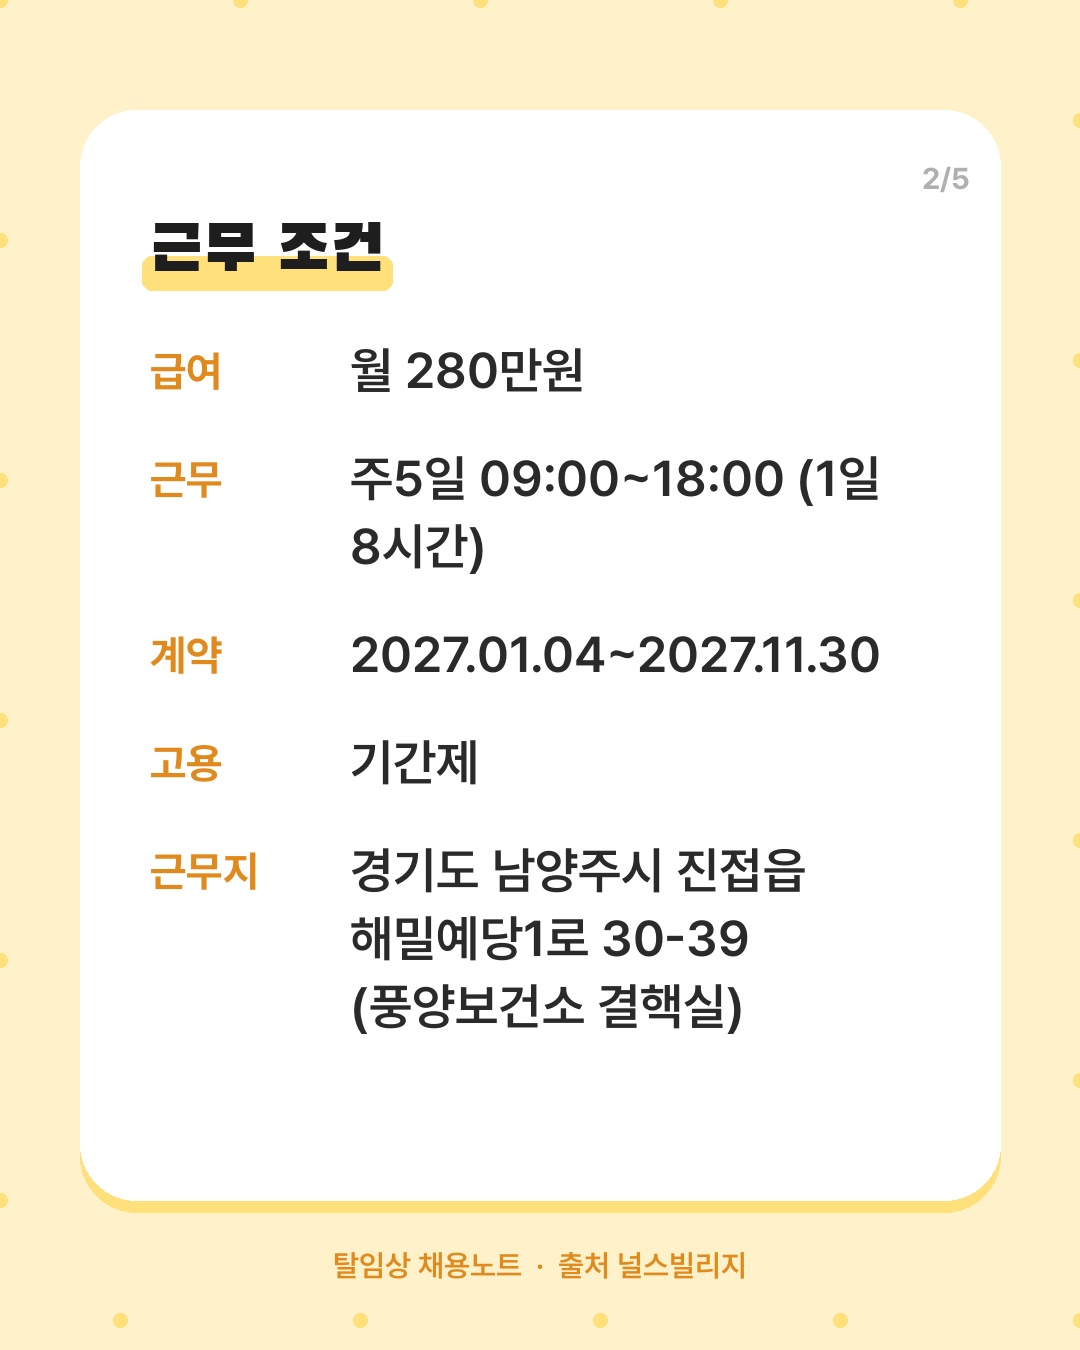 2/5
근무 조건
급여 월 280만원
근무 주5일 09:00~18:00 (1일
8시간)
계약 2027.01.04~2027.11.30
고용 기간제
근무지 경기도 남양주시 진접읍
해밀예당1로 30-39
(풍양보건소 결핵실)
탈임상 채용노트 · 출처 널스빌리지